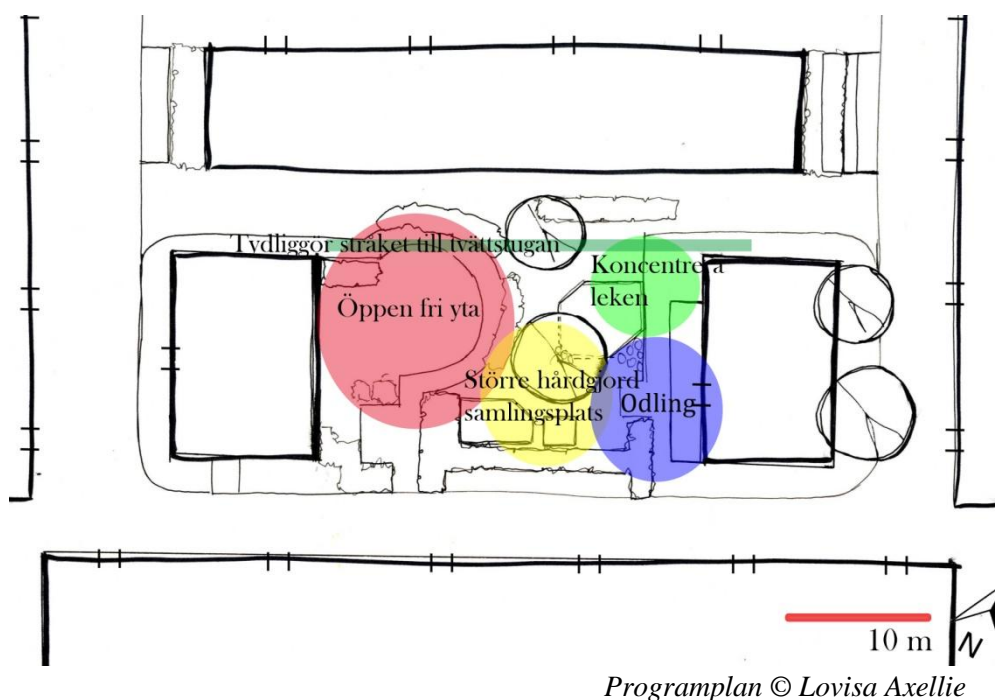 Tydliggör stråket till tvättstugan
Koncentrera
leken
Öppen fri yta
Större hårdgjord
samlingsplats
Odling
10 m
N
Programplan © Lovisa Axellie